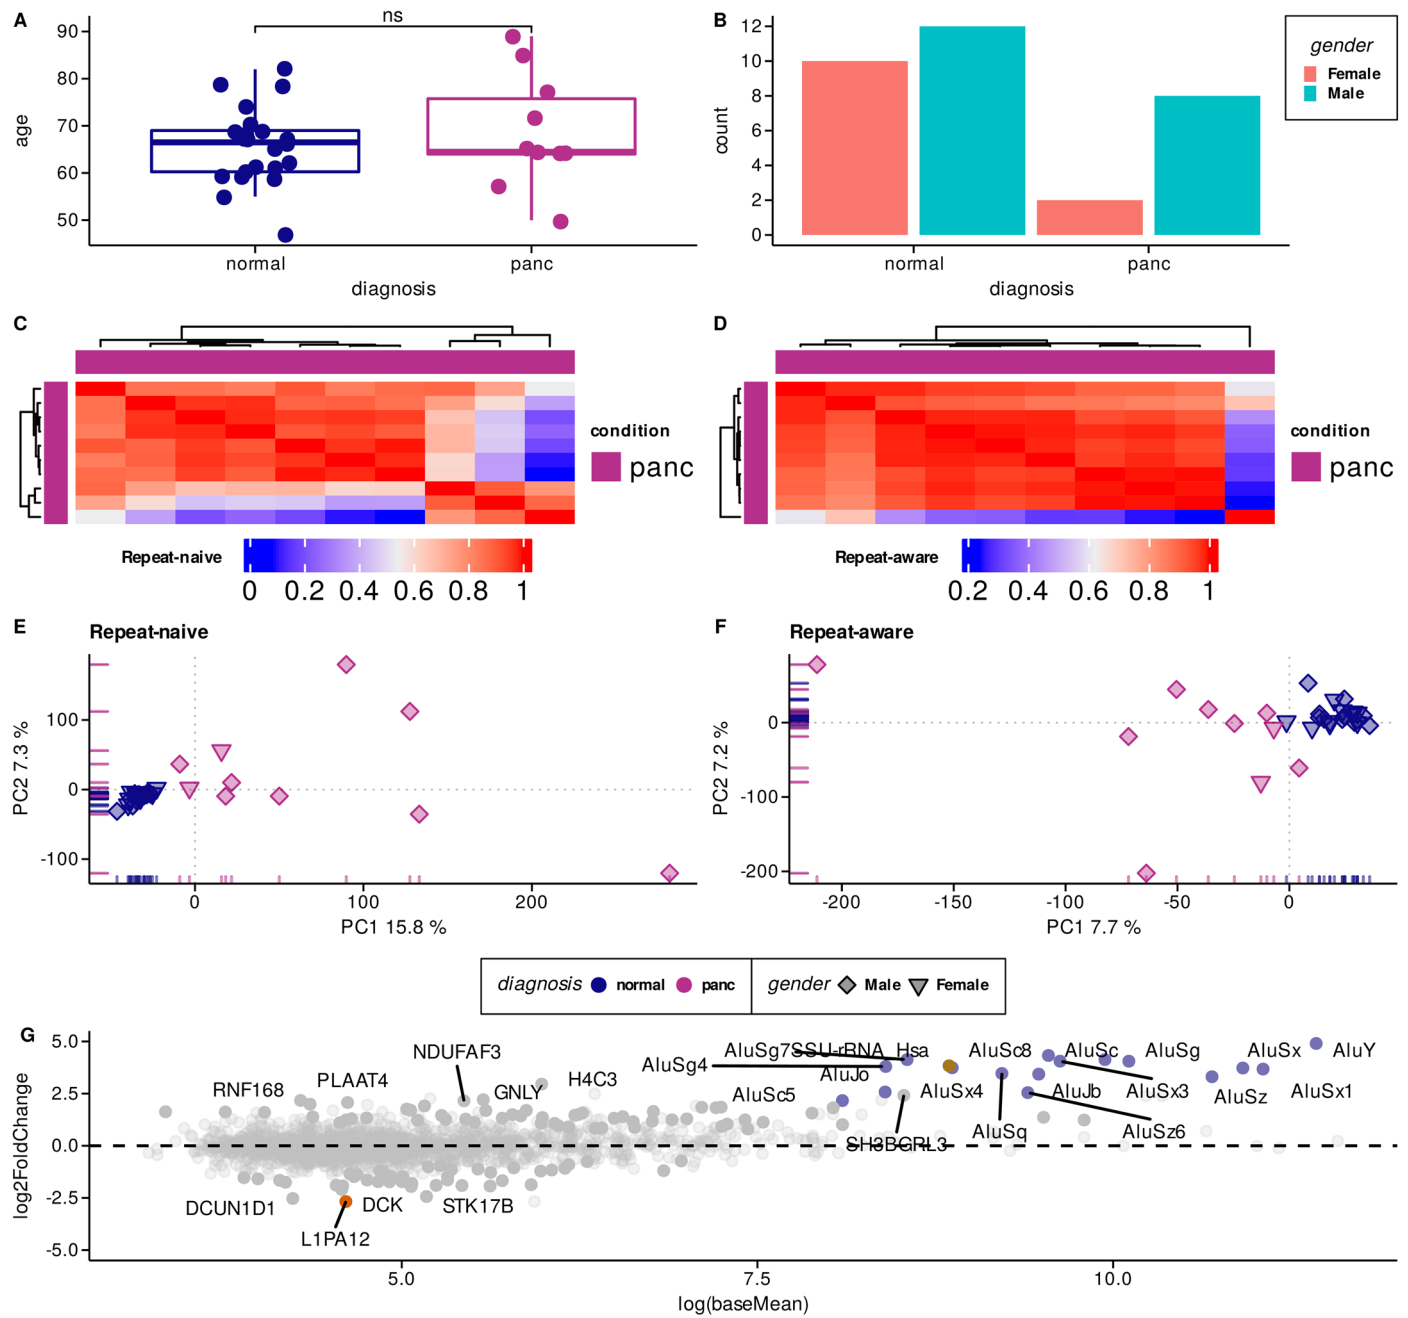 A
ns
90
80
70
60
50
age
normal
panc
diagnosis
B
12
10
8
6
4
2
0
count
normal
panc
diagnosis
gender
Female
Male
C
condition
panc
Repeat-naive
0 0.2 0.4 0.6 0.8 1
D
condition
panc
Repeat-aware
0.2 0.4 0.6 0.8 1
E
Repeat-naive
PC2 7.3 %
100
0
-100
0 100 200
PC1 15.8 %
F
Repeat-aware
PC2 7.2 %
0
-100
-200
-200 -150 -100 -50 0
PC1 7.7 %
diagnosis normal panc gender Male Female
G
log2FoldChange
5.0
2.5
0.0
-2.5
-5.0
NDUFAF3
RNF168
PLAAT4
GNLY
H4C3
AluSg4
AluSg7
SSU-rRNA_Hsa
AluJo
AluSc5
AluSx4
AluSc8
AluSc
AluSg
AluSx
AluY
AluJb
AluSx3
AluSz
AluSx1
SH3BGRL3
AluSq
AluSz6
DCUN1D1
DCK
STK17B
L1PA12
5.0 7.5 10.0
log(baseMean)